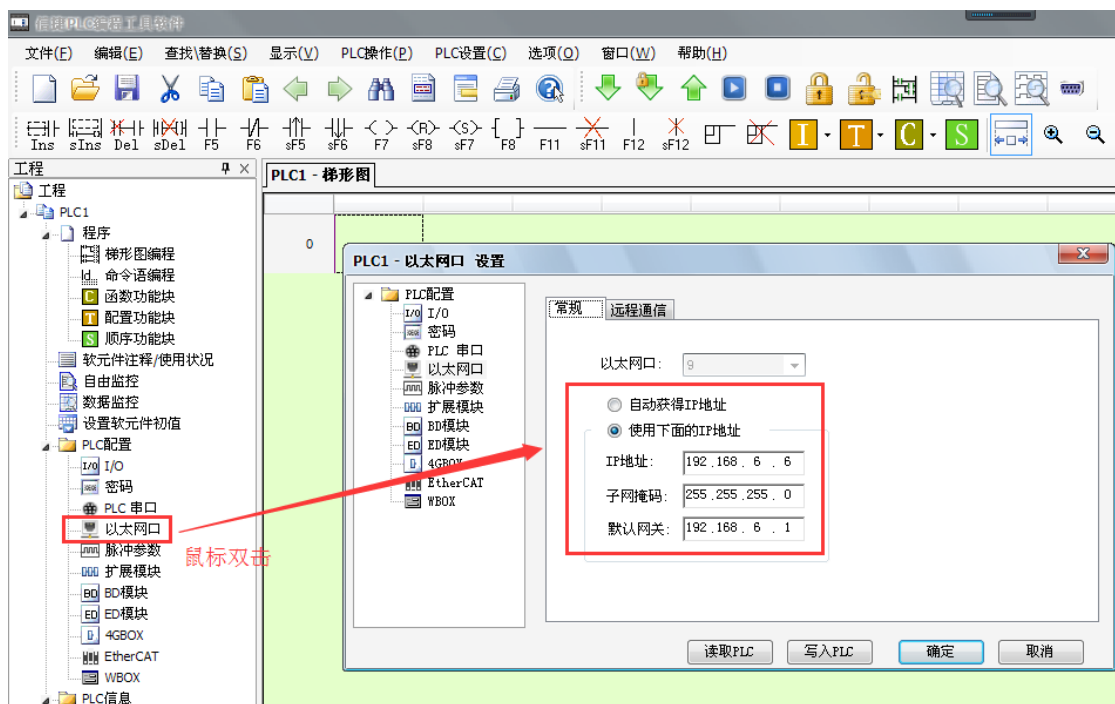 信捷PLC编程工具软件
文件(F) 编辑(E) 查找\替换(S) 显示(V) PLC操作(P) PLC设置(C) 选项(O) 窗口(W) 帮助(H)
Ins sIns Del sDel F5 F6 sF5 sF6 F7 sF8 sF7 F8 F11 sF11 F12 sF12 I T C S
工程
PLC1 - 梯形图
工程
PLC1
程序
梯形图编程
命令语编程
函数功能块
配置功能块
顺序功能块
软元件注释/使用状况
自由监控
数据监控
设置软元件初值
PLC配置
I/O
密码
PLC 串口
以太网口
脉冲参数
扩展模块
BD模块
ED模块
4GBOX
EtherCAT
WBOX
PLC信息
鼠标双击
0
PLC1 - 以太网口 设置
PLC配置
I/O
密码
PLC 串口
以太网口
脉冲参数
扩展模块
BD模块
ED模块
4GBOX
EtherCAT
WBOX
常规 远程通信
以太网口: 9
自动获得IP地址
使用下面的IP地址
IP地址: 192.168.6.6
子网掩码: 255.255.255.0
默认网关: 192.168.6.1
读取PLC 写入PLC 确定 取消